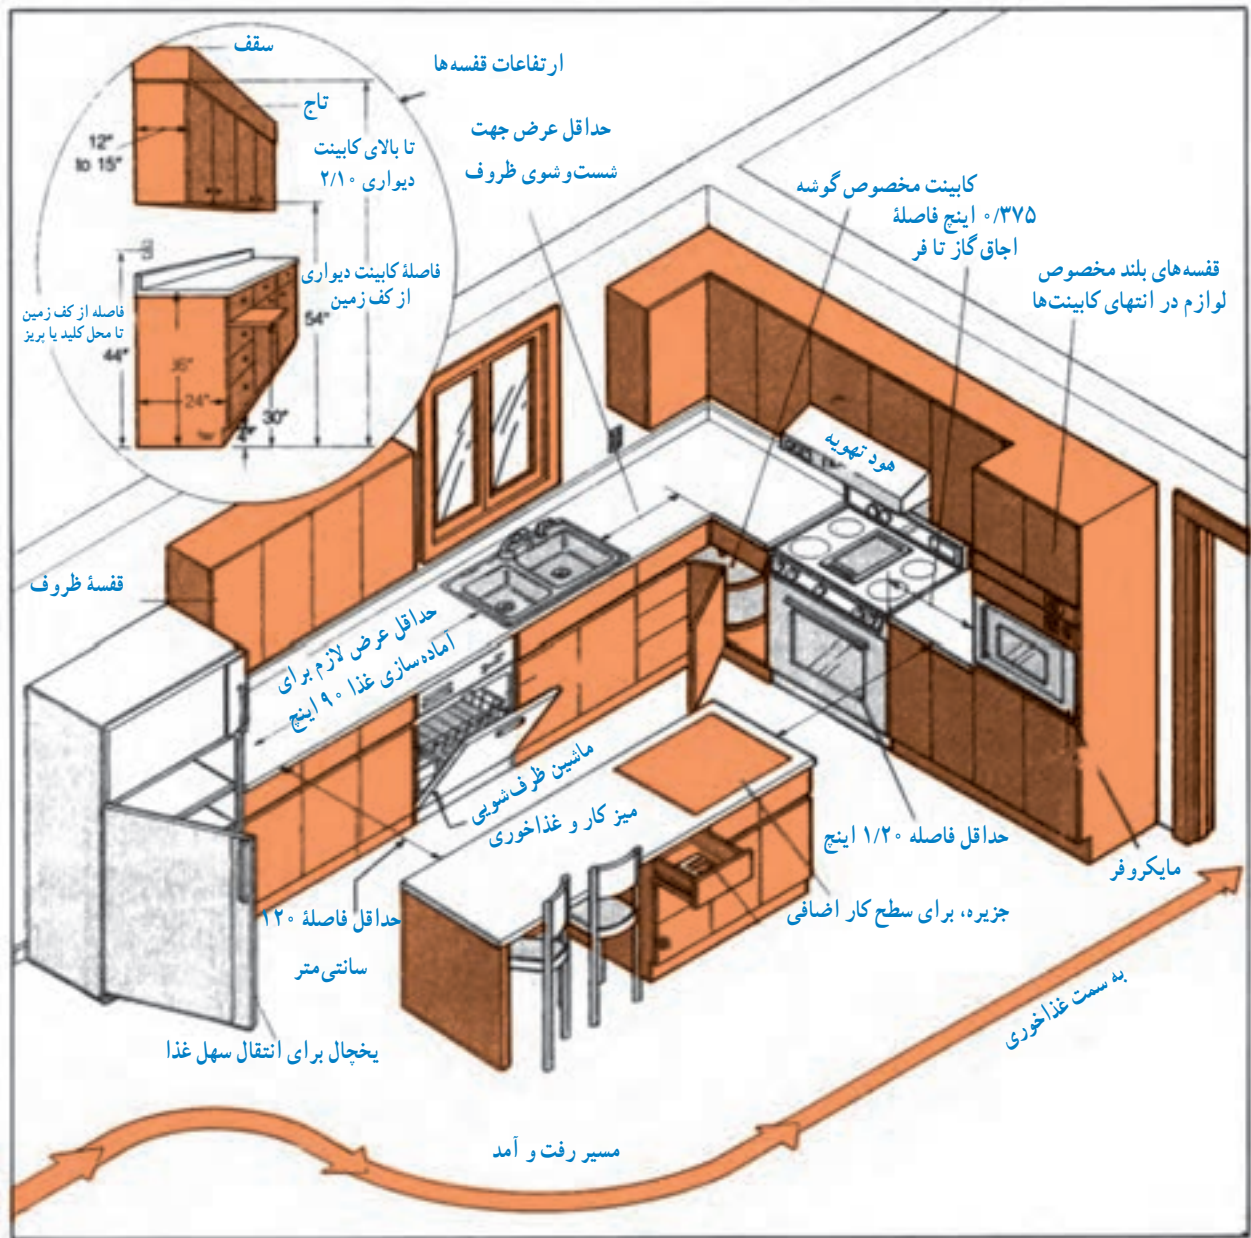 سقف
تاج
12"
to 15"
ارتفاعات قفسه‌ها
تا بالای کابینت
دیواری ۲/۱۰
فاصلهٔ کابینت دیواری
از کف زمین
54"
فاصله از کف زمین
تا محل کلید یا پریز
44"
36"
24"
30"
4"
حداقل عرض جهت
شست‌وشوی ظروف
کابینت مخصوص گوشه
۰/۳۷۵ اینچ فاصلهٔ
اجاق گاز تا فر
قفسه‌های بلند مخصوص
لوازم در انتهای کابینت‌ها
هود تهویه
قفسهٔ ظروف
حداقل عرض لازم برای
آماده‌سازی غذا ۹۰ اینچ
ماشین ظرف‌شویی
میز کار و غذاخوری
حداقل فاصله ۱/۲۰ اینچ
مایکروفر
جزیره، برای سطح کار اضافی
حداقل فاصلهٔ ۱۲۰
سانتی‌متر
یخچال برای انتقال سهل غذا
به سمت غذاخوری
مسیر رفت و آمد